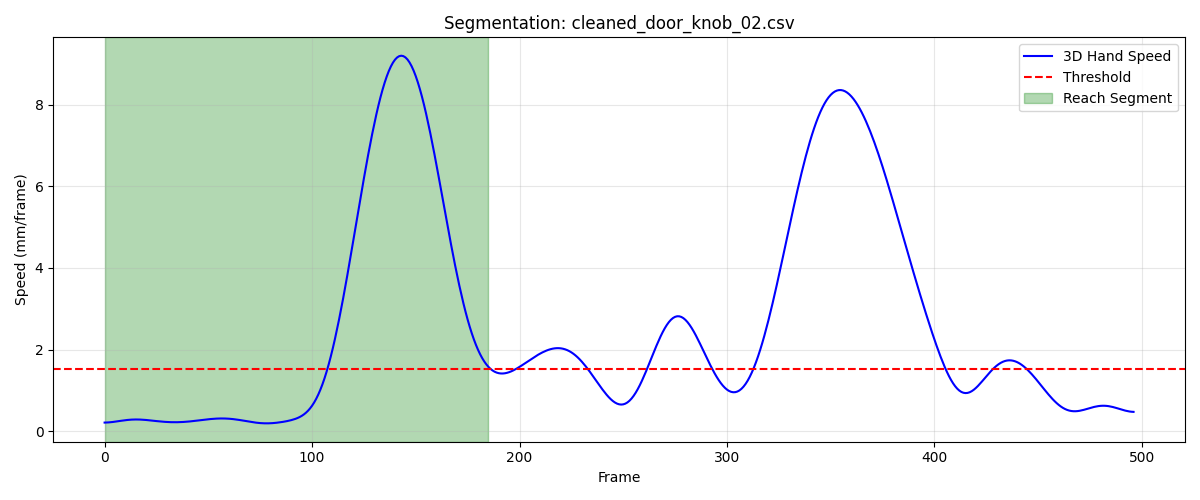 Segmentation: cleaned_door_knob_02.csv
3D Hand Speed
Threshold
Reach Segment
Speed (mm/frame)
8
6
4
2
0
0 100 200 300 400 500
Frame